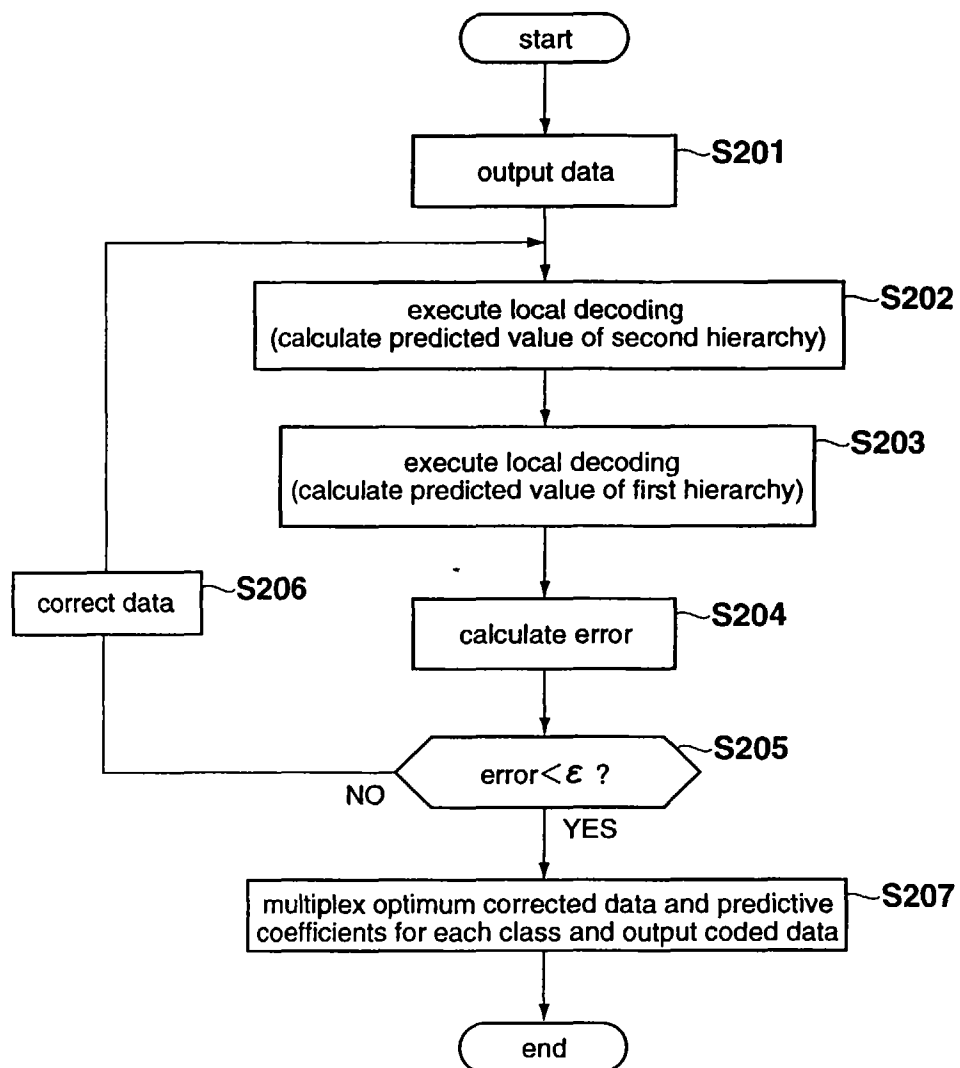 start
output data
S201
execute local decoding
(calculate predicted value of second hierarchy)
S202
execute local decoding
(calculate predicted value of first hierarchy)
S203
correct data
S206
calculate error
S204
error<ε ?
S205
NO
YES
multiplex optimum corrected data and predictive
coefficients for each class and output coded data
S207
end